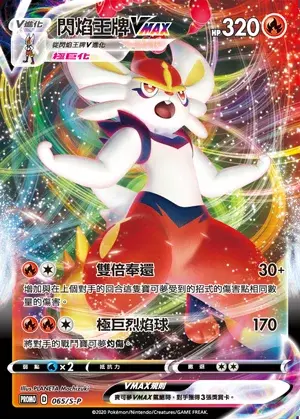 V進化
閃焰王牌VMAX
HP320
從閃焰王牌V進化
極巨化
雙倍奉還 30+
增加與在上個對手的回合這隻寶可夢受到的招式的傷害點相同數量的傷害。
極巨烈焰球 170
將對手的戰鬥寶可夢灼傷。
弱點 ×2 抵抗力 撤退
Illus. PLANETA Mochizuki
VMAX規則
PROMO D 065/S-P
寶可夢VMAX氣絕時，對手獲得3張獎賞卡。
©2020 Pokémon/Nintendo/Creatures/GAME FREAK.